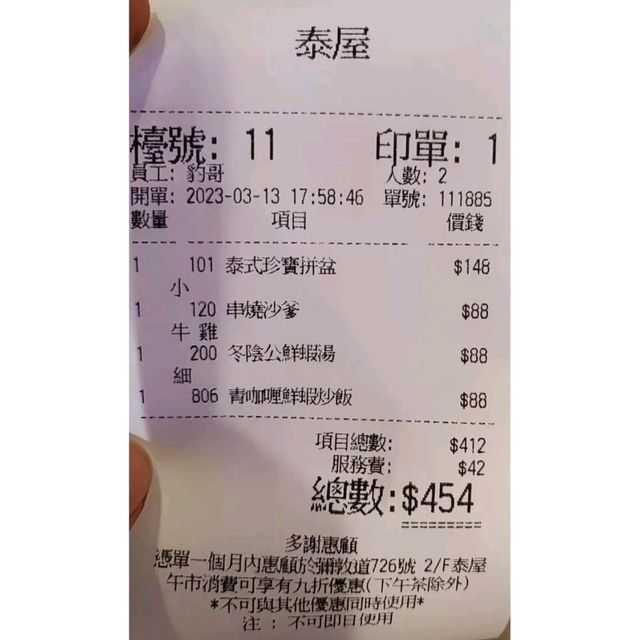 泰屋
檯號: 11 印單: 1
員工: 豹哥 人數: 2
開單: 2023-03-13 17:58:46 單號: 111885
數量 項目 價錢
1 101 泰式珍寶拼盆 $148
小
1 120 串燒沙爹 $88
牛 雞
1 200 冬陰公鮮蝦湯 $88
細
1 806 青咖喱鮮蝦炒飯 $88
項目總數: $412
服務費: $42
總數:$454
多謝惠顧
憑單一個月內惠顧於彌敦道726號 2/F泰屋
午市消費可享有九折優惠(下午茶除外)
*不可與其他優惠同時使用*
注 : 不可即日使用